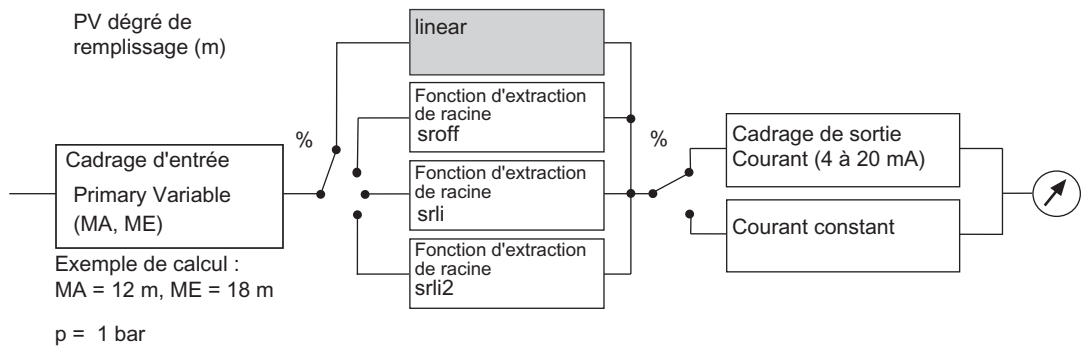 PV dégré de
remplissage (m)
linear
Fonction d'extraction
de racine
sroff
%
%
Cadrage d'entrée
Primary Variable
(MA, ME)
Fonction d'extraction
de racine
srli
Cadrage de sortie
Courant (4 à 20 mA)
Courant constant
Fonction d'extraction
de racine
srli2
Exemple de calcul :
MA = 12 m, ME = 18 m
p = 1 bar